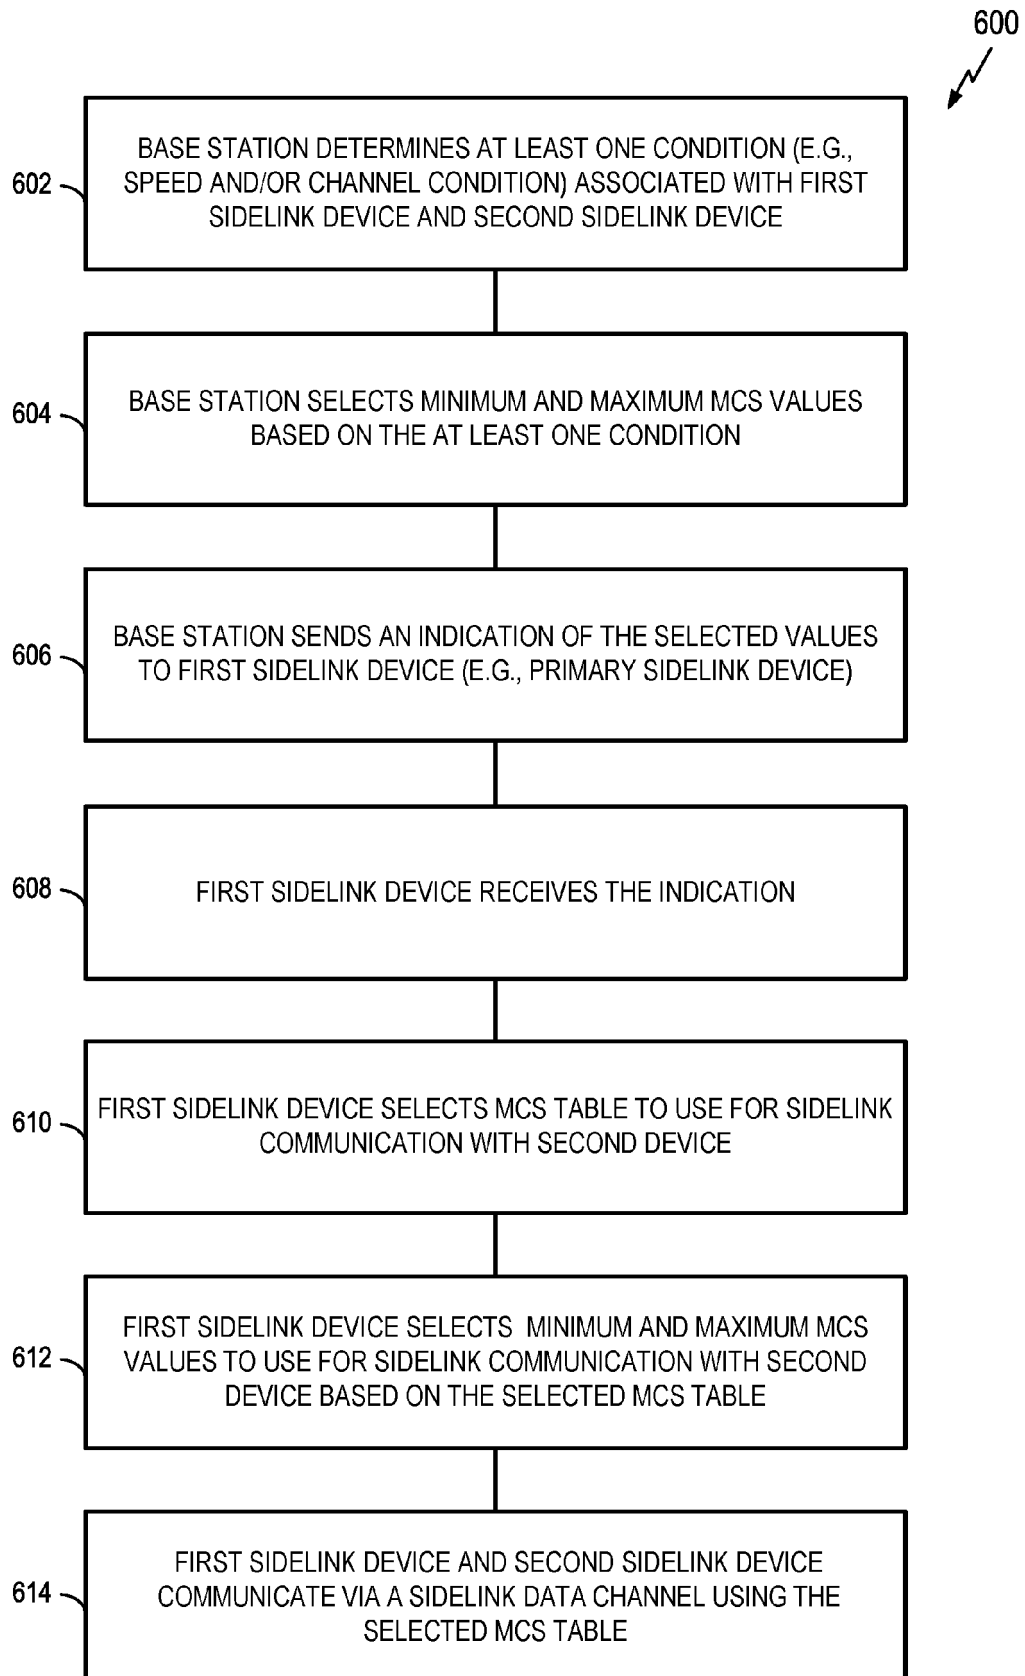 600
602
BASE STATION DETERMINES AT LEAST ONE CONDITION (E.G.,
SPEED AND/OR CHANNEL CONDITION) ASSOCIATED WITH FIRST
SIDELINK DEVICE AND SECOND SIDELINK DEVICE
604
BASE STATION SELECTS MINIMUM AND MAXIMUM MCS VALUES
BASED ON THE AT LEAST ONE CONDITION
606
BASE STATION SENDS AN INDICATION OF THE SELECTED VALUES
TO FIRST SIDELINK DEVICE (E.G., PRIMARY SIDELINK DEVICE)
608
FIRST SIDELINK DEVICE RECEIVES THE INDICATION
610
FIRST SIDELINK DEVICE SELECTS MCS TABLE TO USE FOR SIDELINK
COMMUNICATION WITH SECOND DEVICE
612
FIRST SIDELINK DEVICE SELECTS MINIMUM AND MAXIMUM MCS
VALUES TO USE FOR SIDELINK COMMUNICATION WITH SECOND
DEVICE BASED ON THE SELECTED MCS TABLE
614
FIRST SIDELINK DEVICE AND SECOND SIDELINK DEVICE
COMMUNICATE VIA A SIDELINK DATA CHANNEL USING THE
SELECTED MCS TABLE